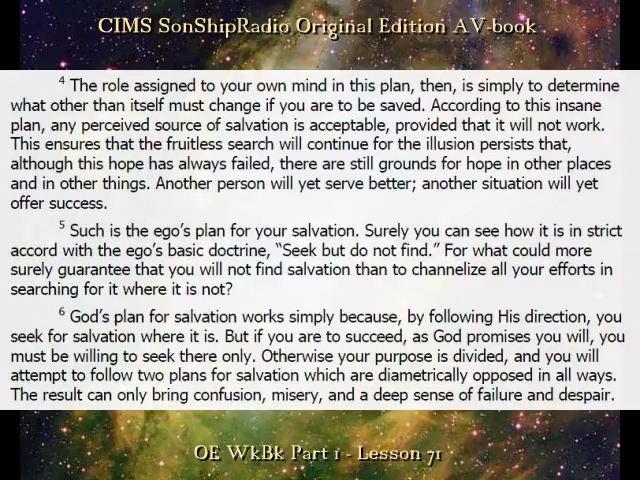 CIMS SonShipRadio Original Edition AV-book
4 The role assigned to your own mind in this plan, then, is simply to determine
what other than itself must change if you are to be saved. According to this insane
plan, any perceived source of salvation is acceptable, provided that it will not work.
This ensures that the fruitless search will continue for the illusion persists that,
although this hope has always failed, there are still grounds for hope in other places
and in other things. Another person will yet serve better; another situation will yet
offer success.
5 Such is the ego’s plan for your salvation. Surely you can see how it is in strict
accord with the ego’s basic doctrine, “Seek but do not find.” For what could more
surely guarantee that you will not find salvation than to channelize all your efforts in
searching for it where it is not?
6 God’s plan for salvation works simply because, by following His direction, you
seek for salvation where it is. But if you are to succeed, as God promises you will, you
must be willing to seek there only. Otherwise your purpose is divided, and you will
attempt to follow two plans for salvation which are diametrically opposed in all ways.
The result can only bring confusion, misery, and a deep sense of failure and despair.
OE WkBk Part 1 - Lesson 71